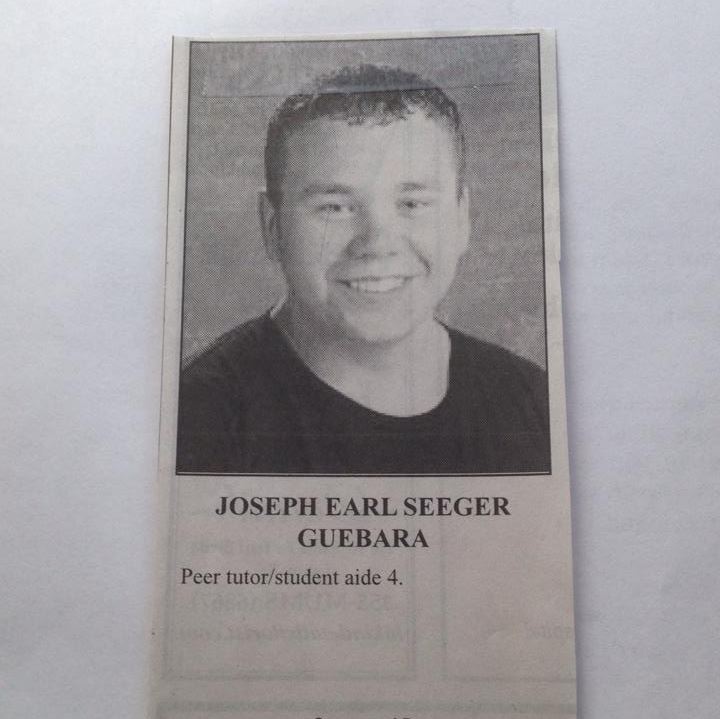 JOSEPH EARL SEEGER
GUEBARA
Peer tutor/student aide 4.